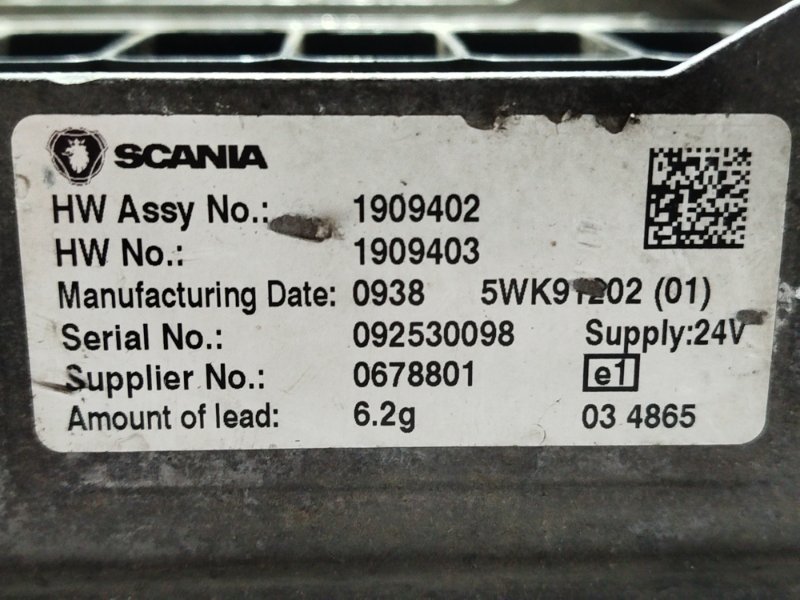 SCANIA
HW Assy No.: 1909402
HW No.: 1909403
Manufacturing Date: 0938 5WK91202 (01)
Serial No.: 092530098 Supply:24V
Supplier No.: 0678801 e1
Amount of lead: 6.2g 03 4865